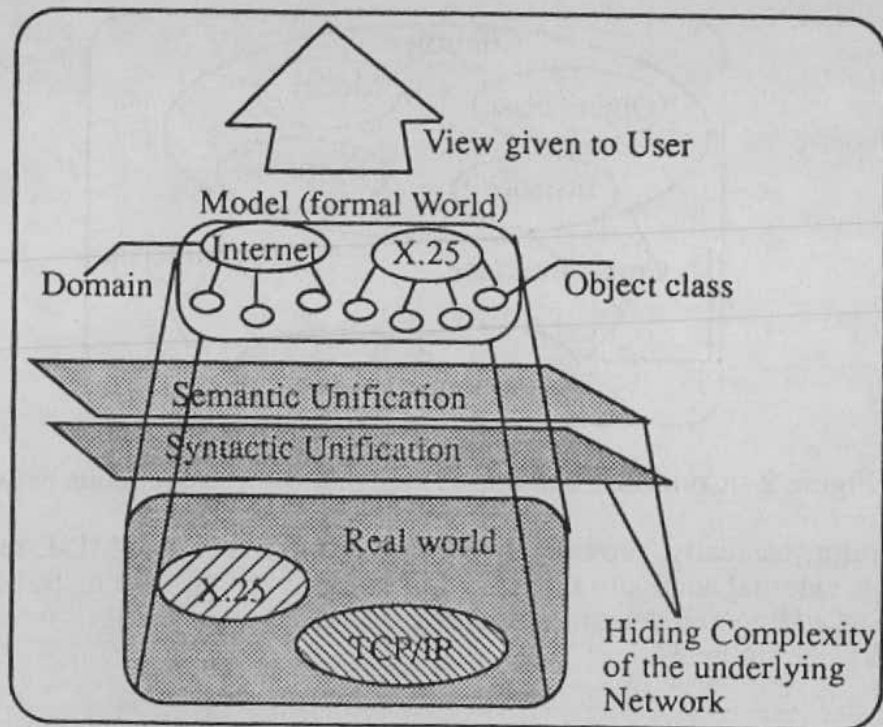 View given to User
Model (formal World)
Internet
X.25
Domain
Object class
Semantic Unification
Syntactic Unification
Real world
X.25
TCP/IP
Hiding Complexity
of the underlying
Network